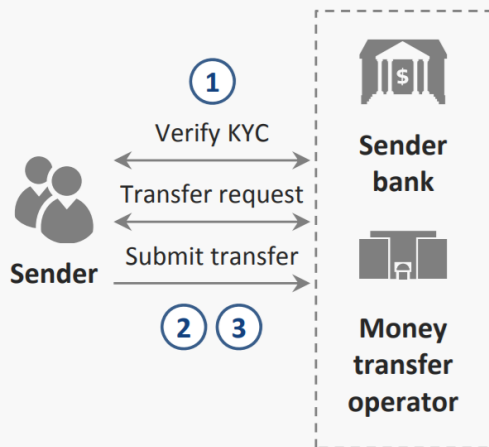 1
Verify KYC
Transfer request
Submit transfer
2 3
Sender
$
Sender
bank
Money
transfer
operator